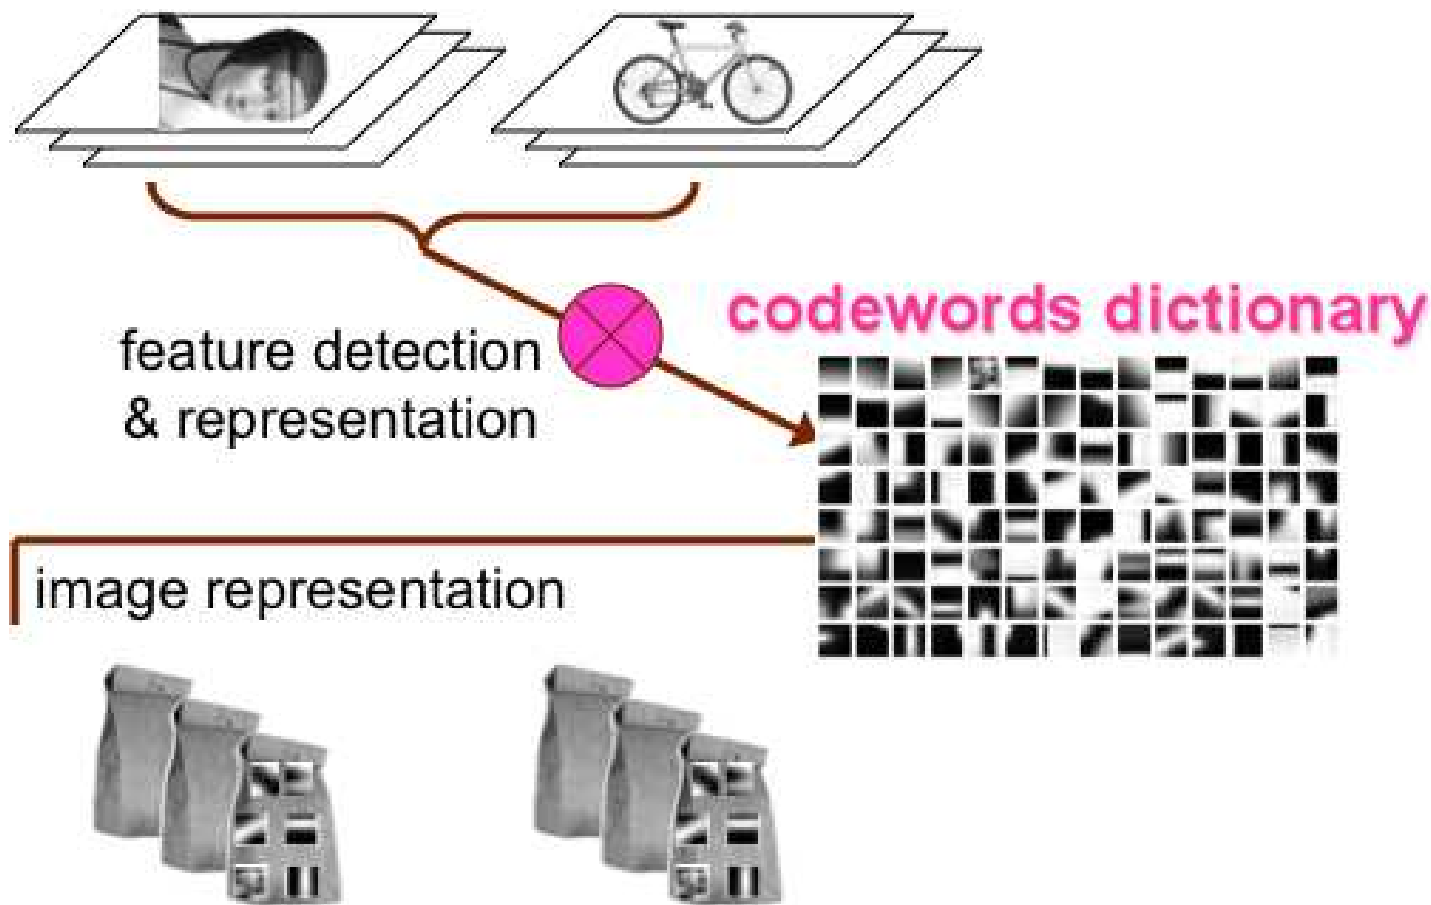 codewords dictionary
feature detection
& representation
image representation